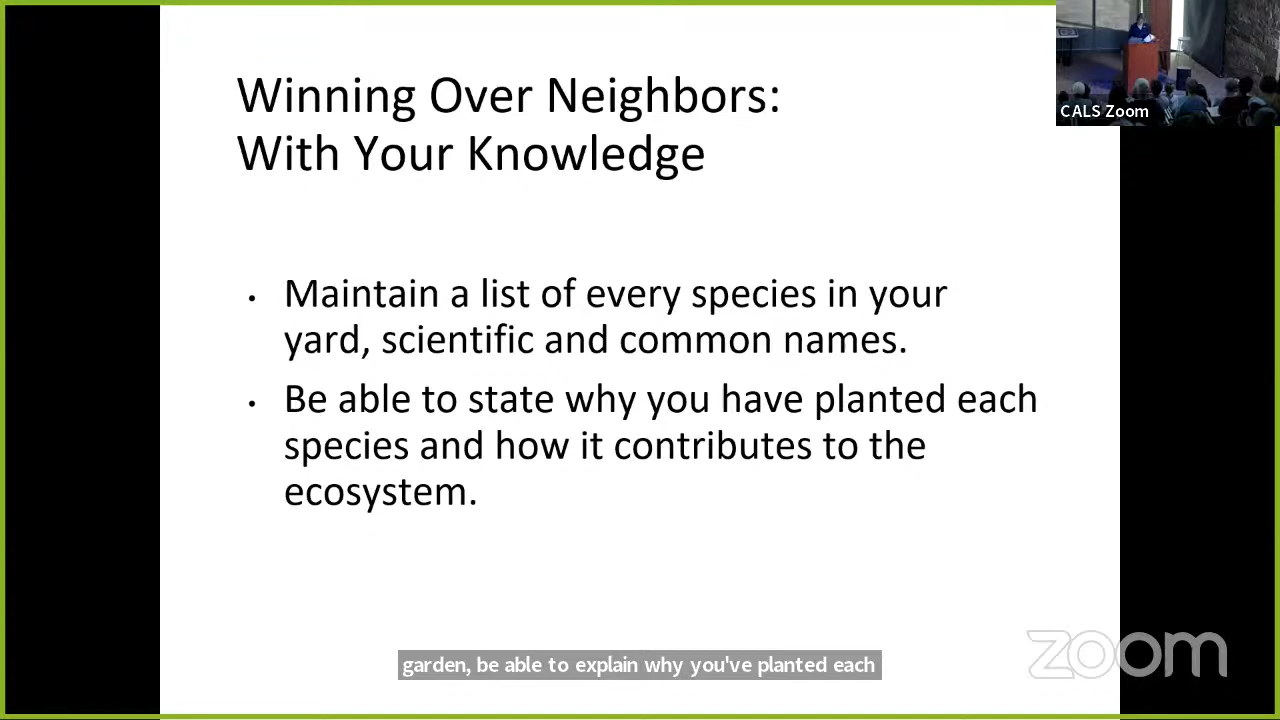 Winning Over Neighbors:
With Your Knowledge
• Maintain a list of every species in your
yard, scientific and common names.
• Be able to state why you have planted each
species and how it contributes to the
ecosystem.
garden, be able to explain why you've planted each
CALS Zoom
zoom